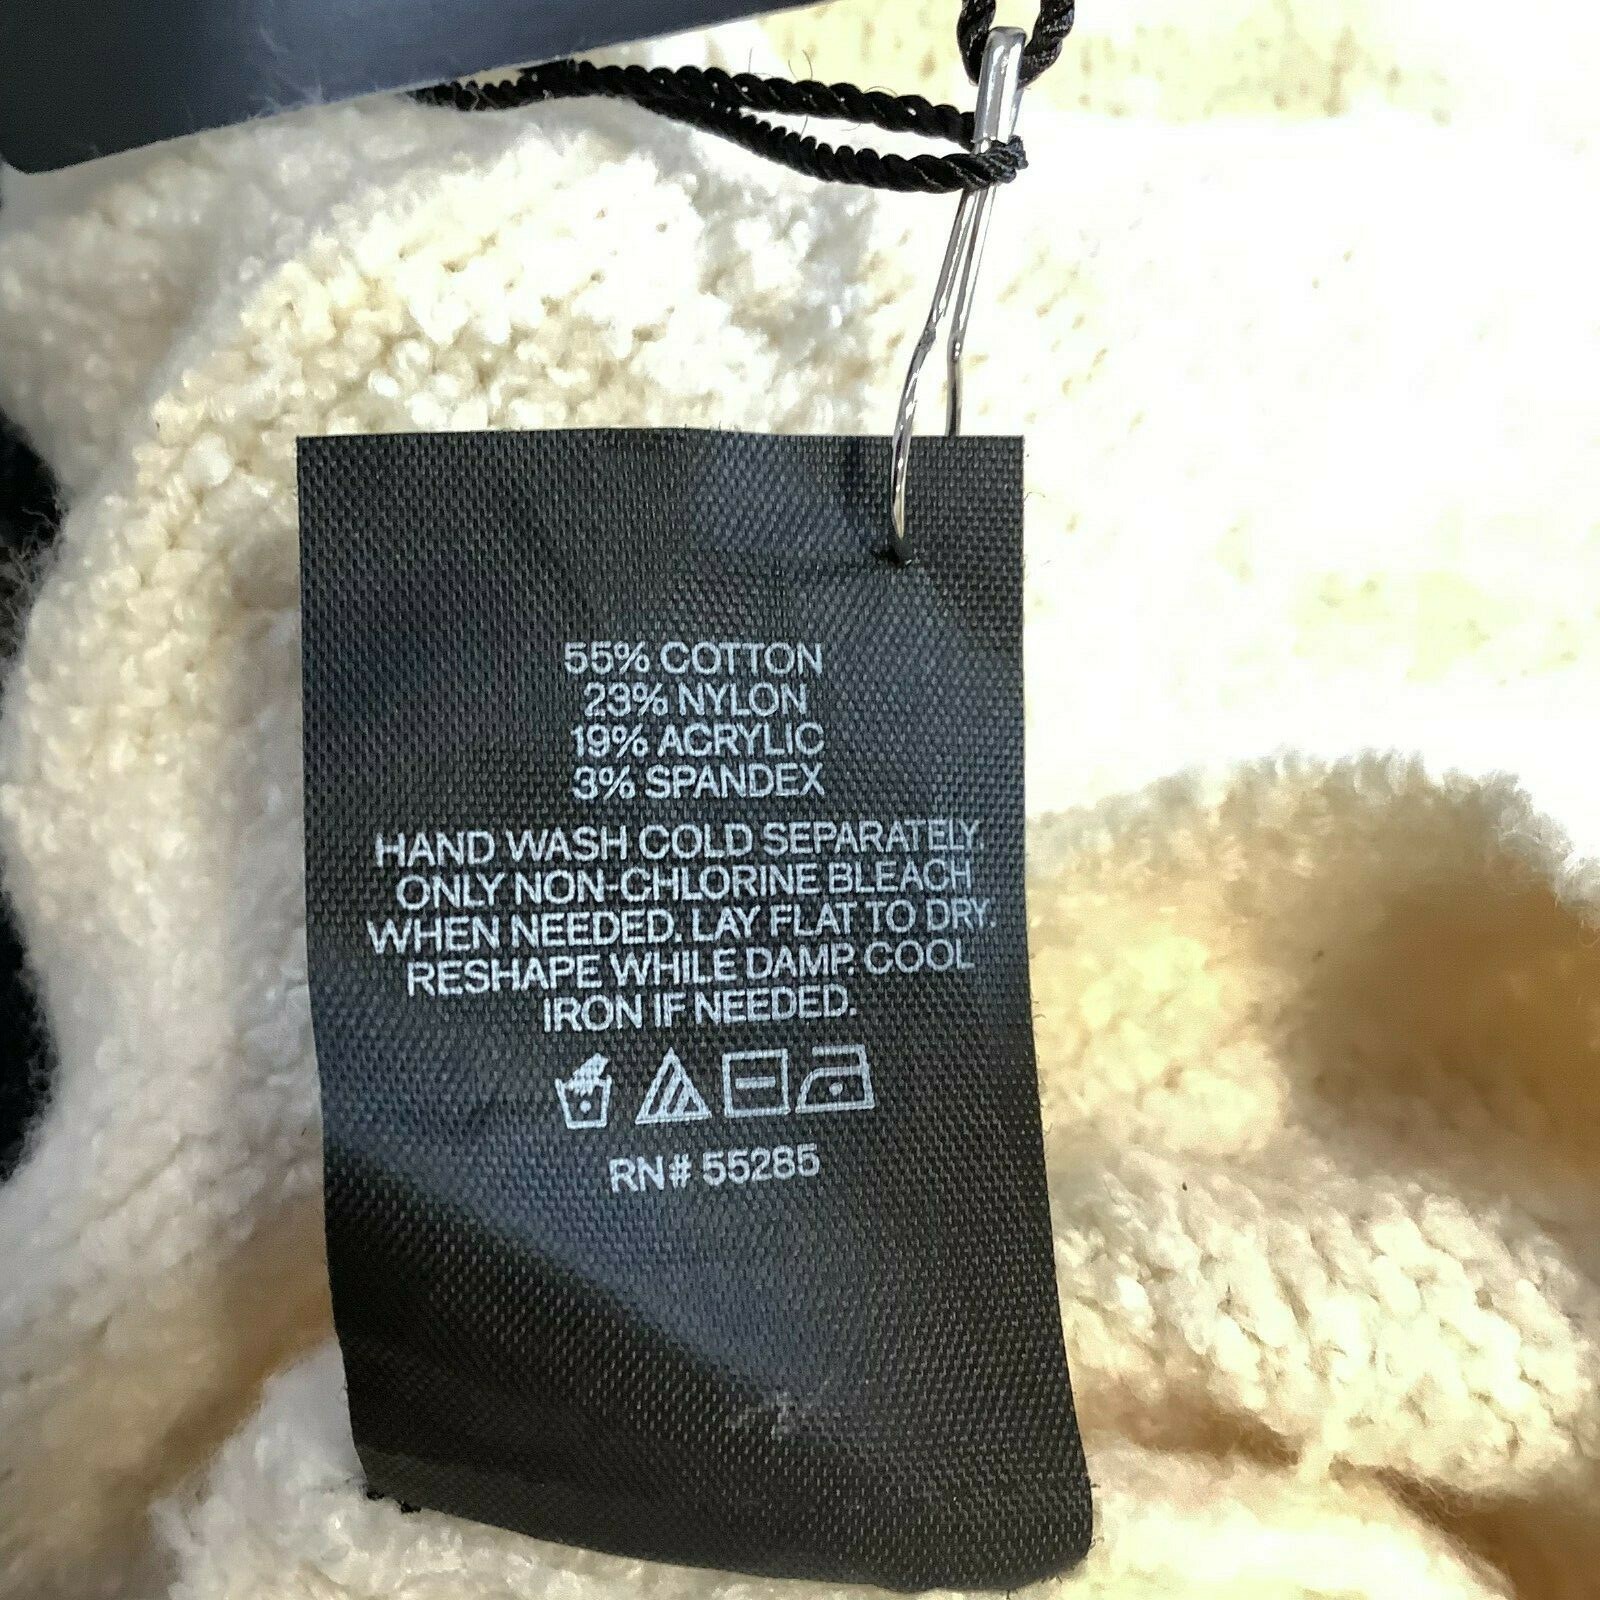 55% COTTON
23% NYLON
19% ACRYLIC
3% SPANDEX
HAND WASH COLD SEPARATELY
ONLY NON-CHLORINE BLEACH
WHEN NEEDED. LAY FLAT TO DRY.
RESHAPE WHILE DAMP. COOL
IRON IF NEEDED.
RN# 55285